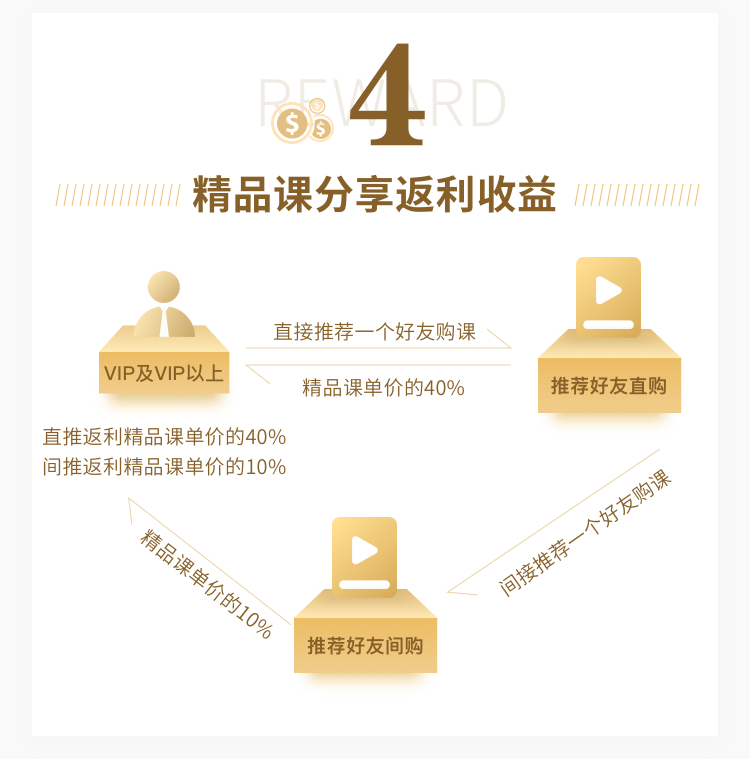 REWARD
4
精品课分享返利收益
直接推荐一个好友购课
精品课单价的40%
VIP及VIP以上
推荐好友直购
直推返利精品课单价的40%
间推返利精品课单价的10%
间接推荐一个好友购课
精品课单价的10%
推荐好友间购